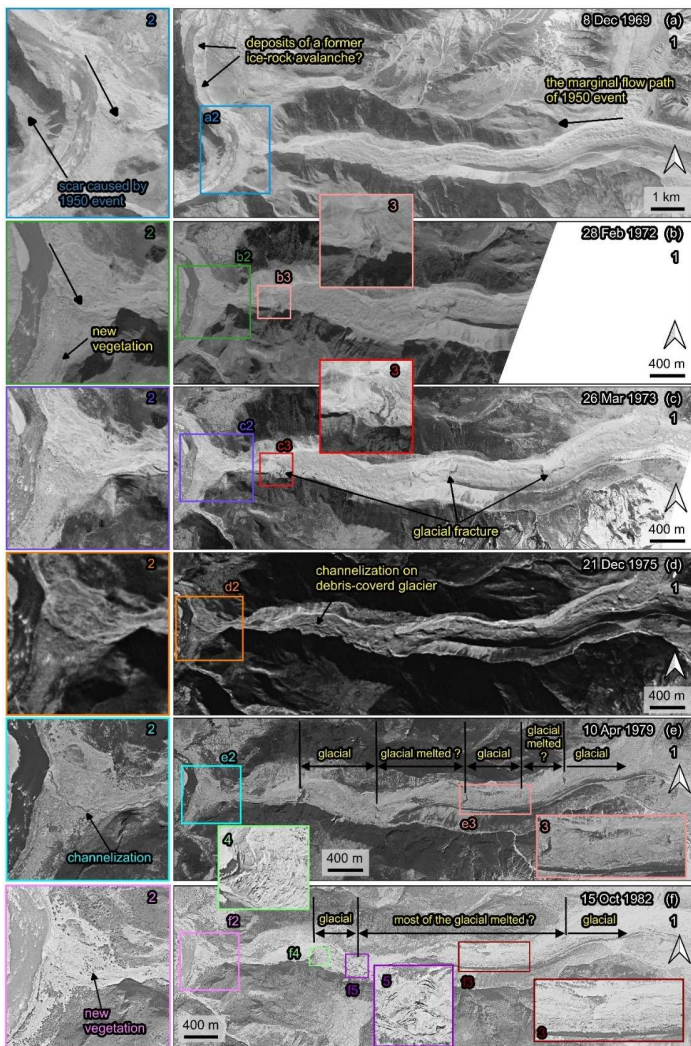 2
8 Dec 1969 (a)
1
deposits of a former
ice-rock avalanche?
the marginal flow path
of 1950 event
a2
scar caused by
1950 event
1 km
2
3
28 Feb 1972 (b)
1
b2
b3
new
vegetation
400 m
2
3
26 Mar 1973 (c)
1
c2
c3
glacial fracture
400 m
2
21 Dec 1975 (d)
1
channelization on
debris-coverd glacier
d2
400 m
2
10 Apr 1979 (e)
1
glacial
glacial melted ?
glacial
glacial
melted
?
glacial
e2
e3
3
channelization
4
400 m
2
15 Oct 1982 (f)
1
glacial
most of the glacial melted ?
glacial
f2
f4
f5
f3
5
3
new
vegetation
400 m